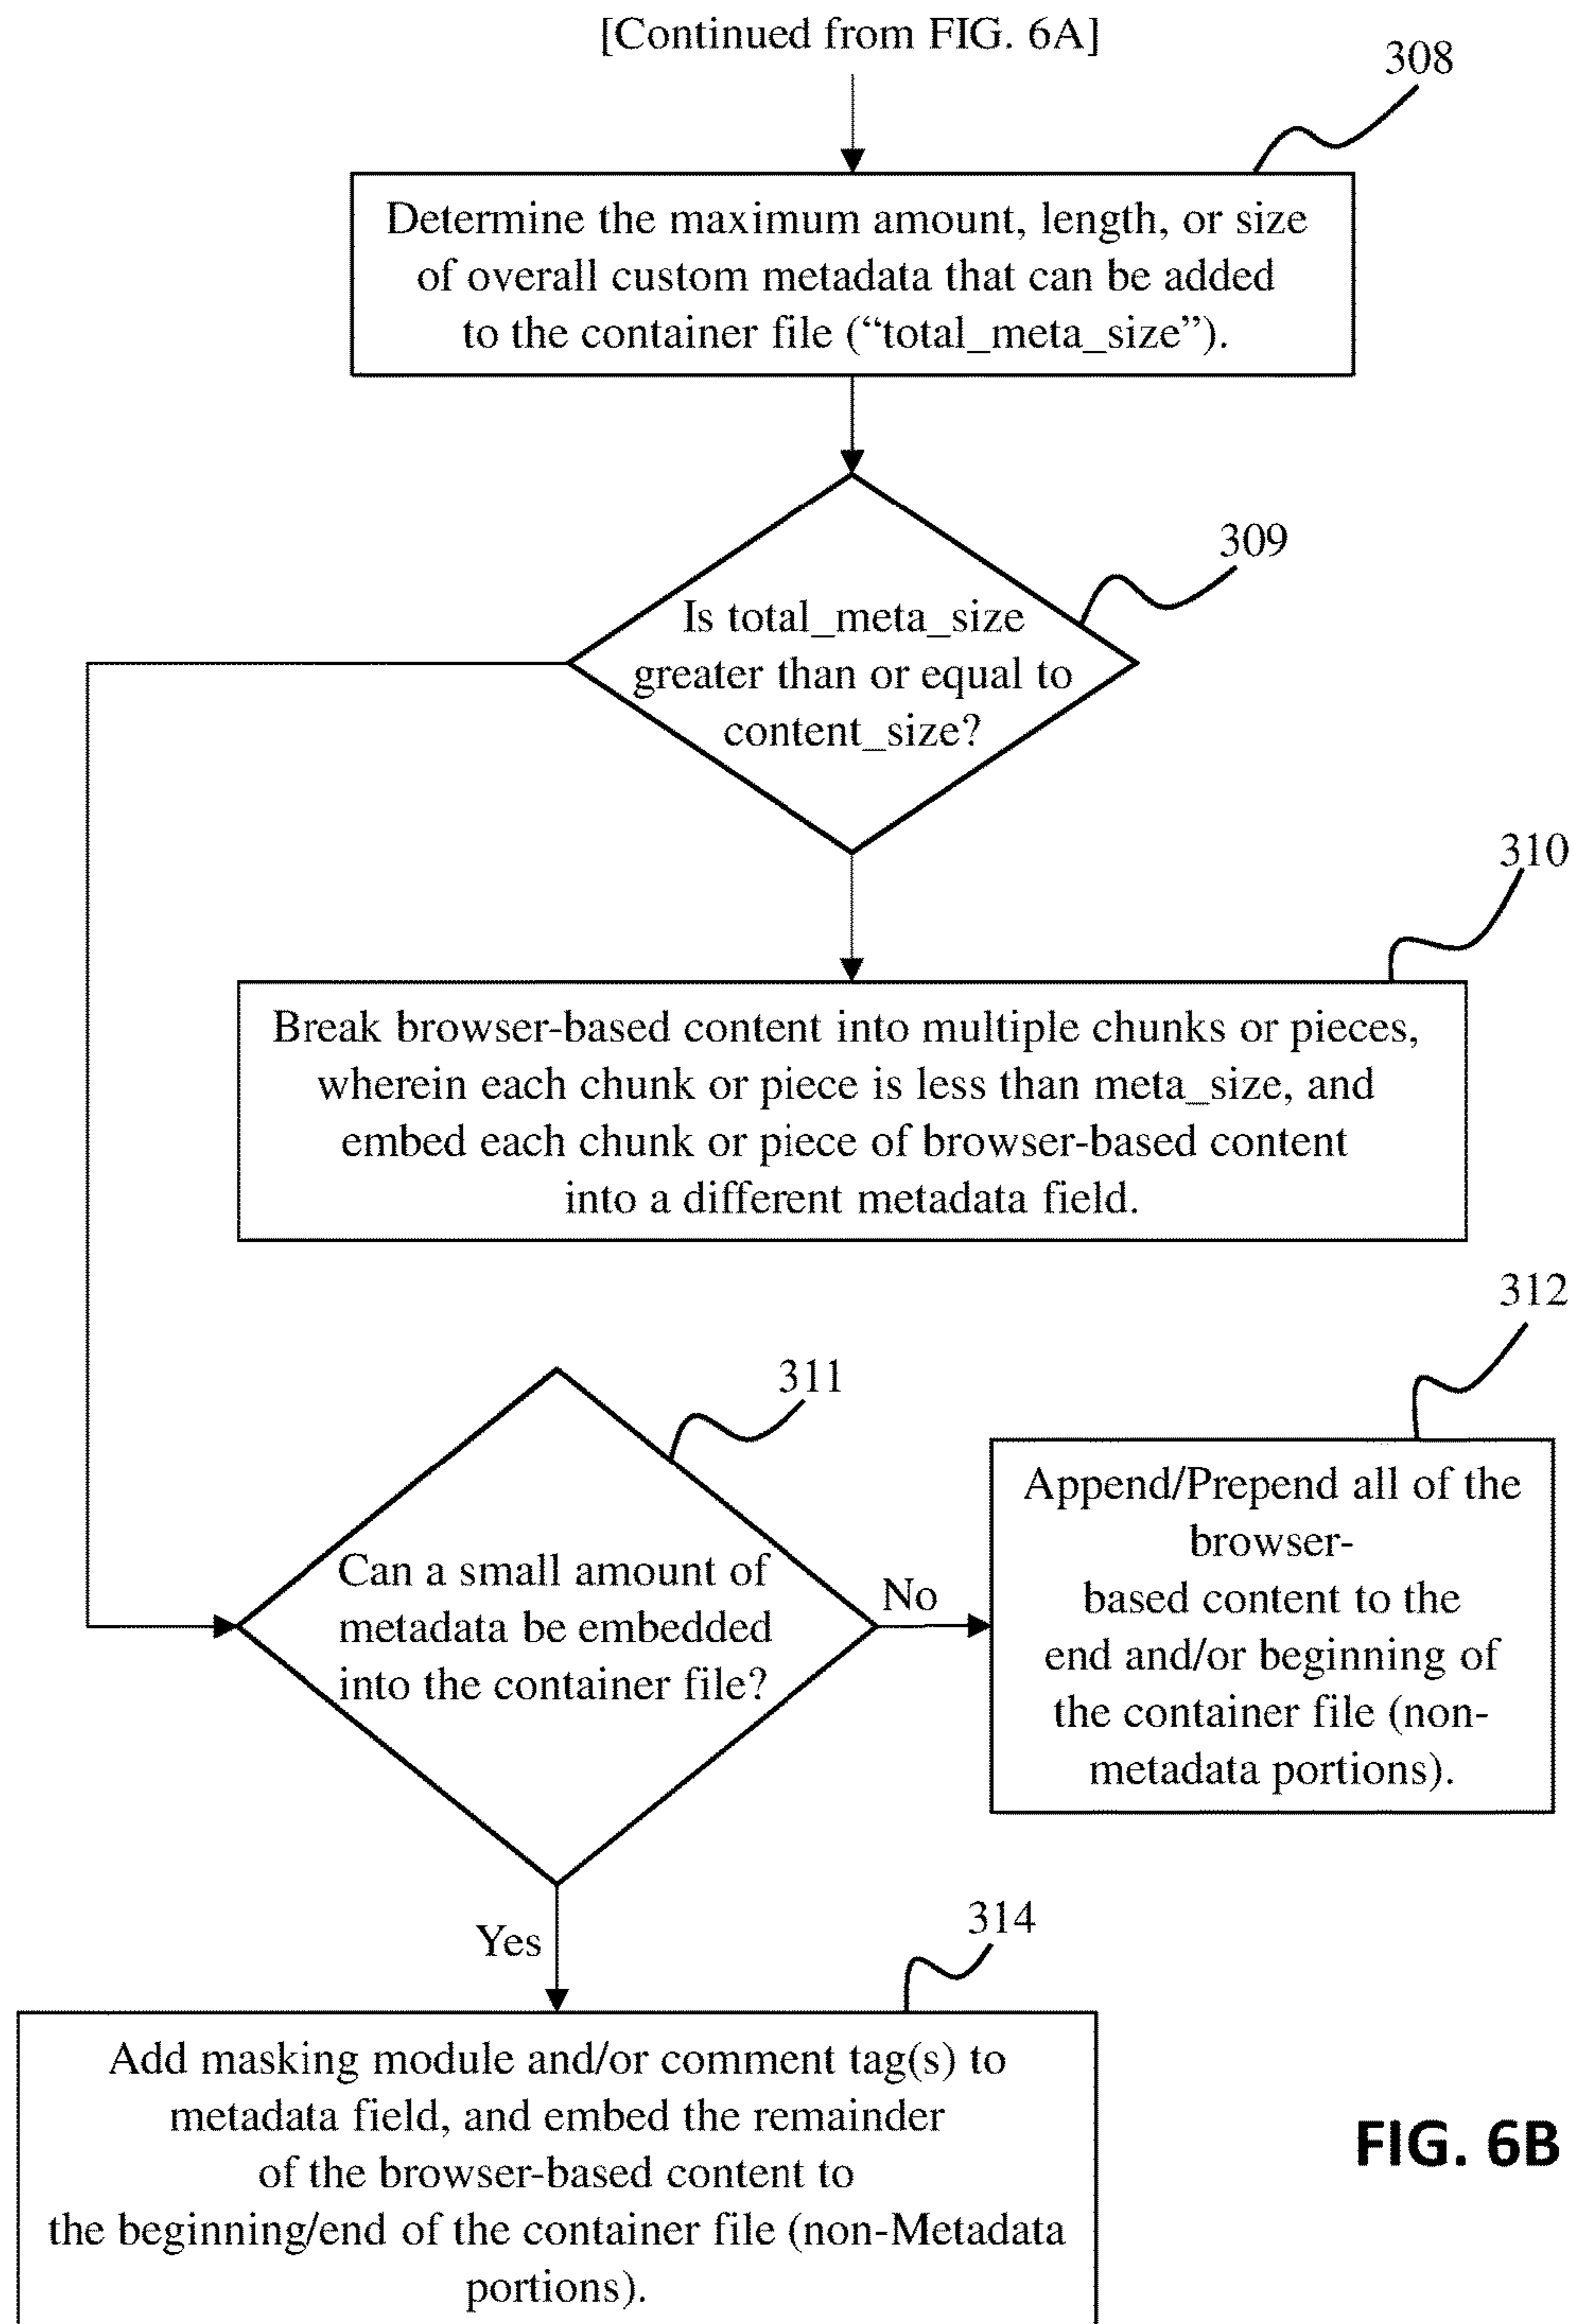 [Continued from FIG. 6A]
308
Determine the maximum amount, length, or size
of overall custom metadata that can be added
to the container file (“total_meta_size”).
309
Is total_meta_size
greater than or equal to
content_size?
310
Break browser-based content into multiple chunks or pieces,
wherein each chunk or piece is less than meta_size, and
embed each chunk or piece of browser-based content
into a different metadata field.
311
Can a small amount of
metadata be embedded
into the container file?
No
312
Append/Prepend all of the
browser-
based content to the
end and/or beginning of
the container file (non-
metadata portions).
Yes
314
Add masking module and/or comment tag(s) to
metadata field, and embed the remainder
of the browser-based content to
the beginning/end of the container file (non-Metadata
portions).
FIG. 6B